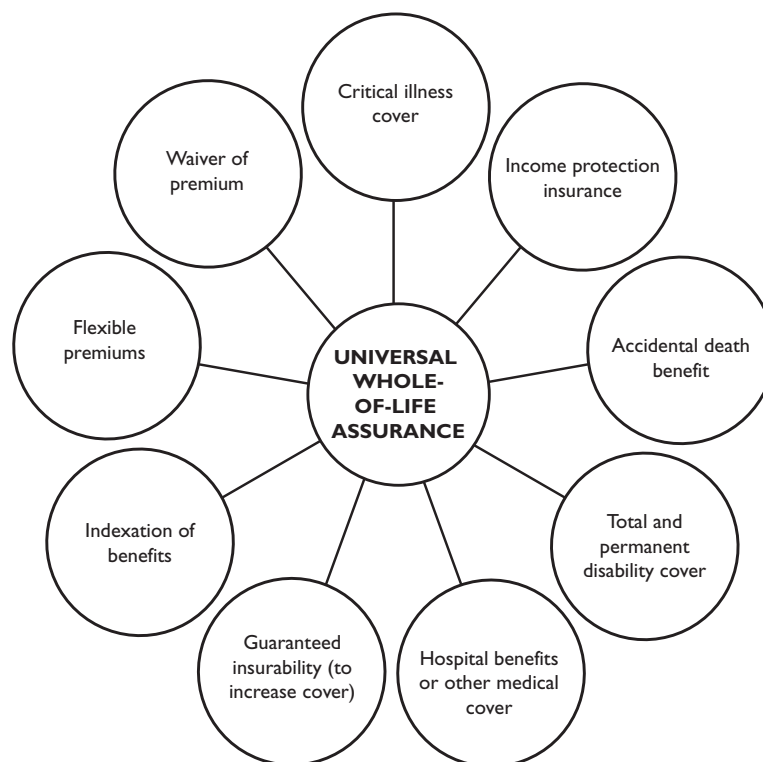 Critical illness
cover
Income protection
insurance
Accidental death
benefit
Total and
permanent
disability cover
Hospital benefits
or other medical
cover
Guaranteed
insurability (to
increase cover)
Indexation of
benefits
Flexible
premiums
Waiver of
premium
UNIVERSAL
WHOLE-
OF-LIFE
ASSURANCE